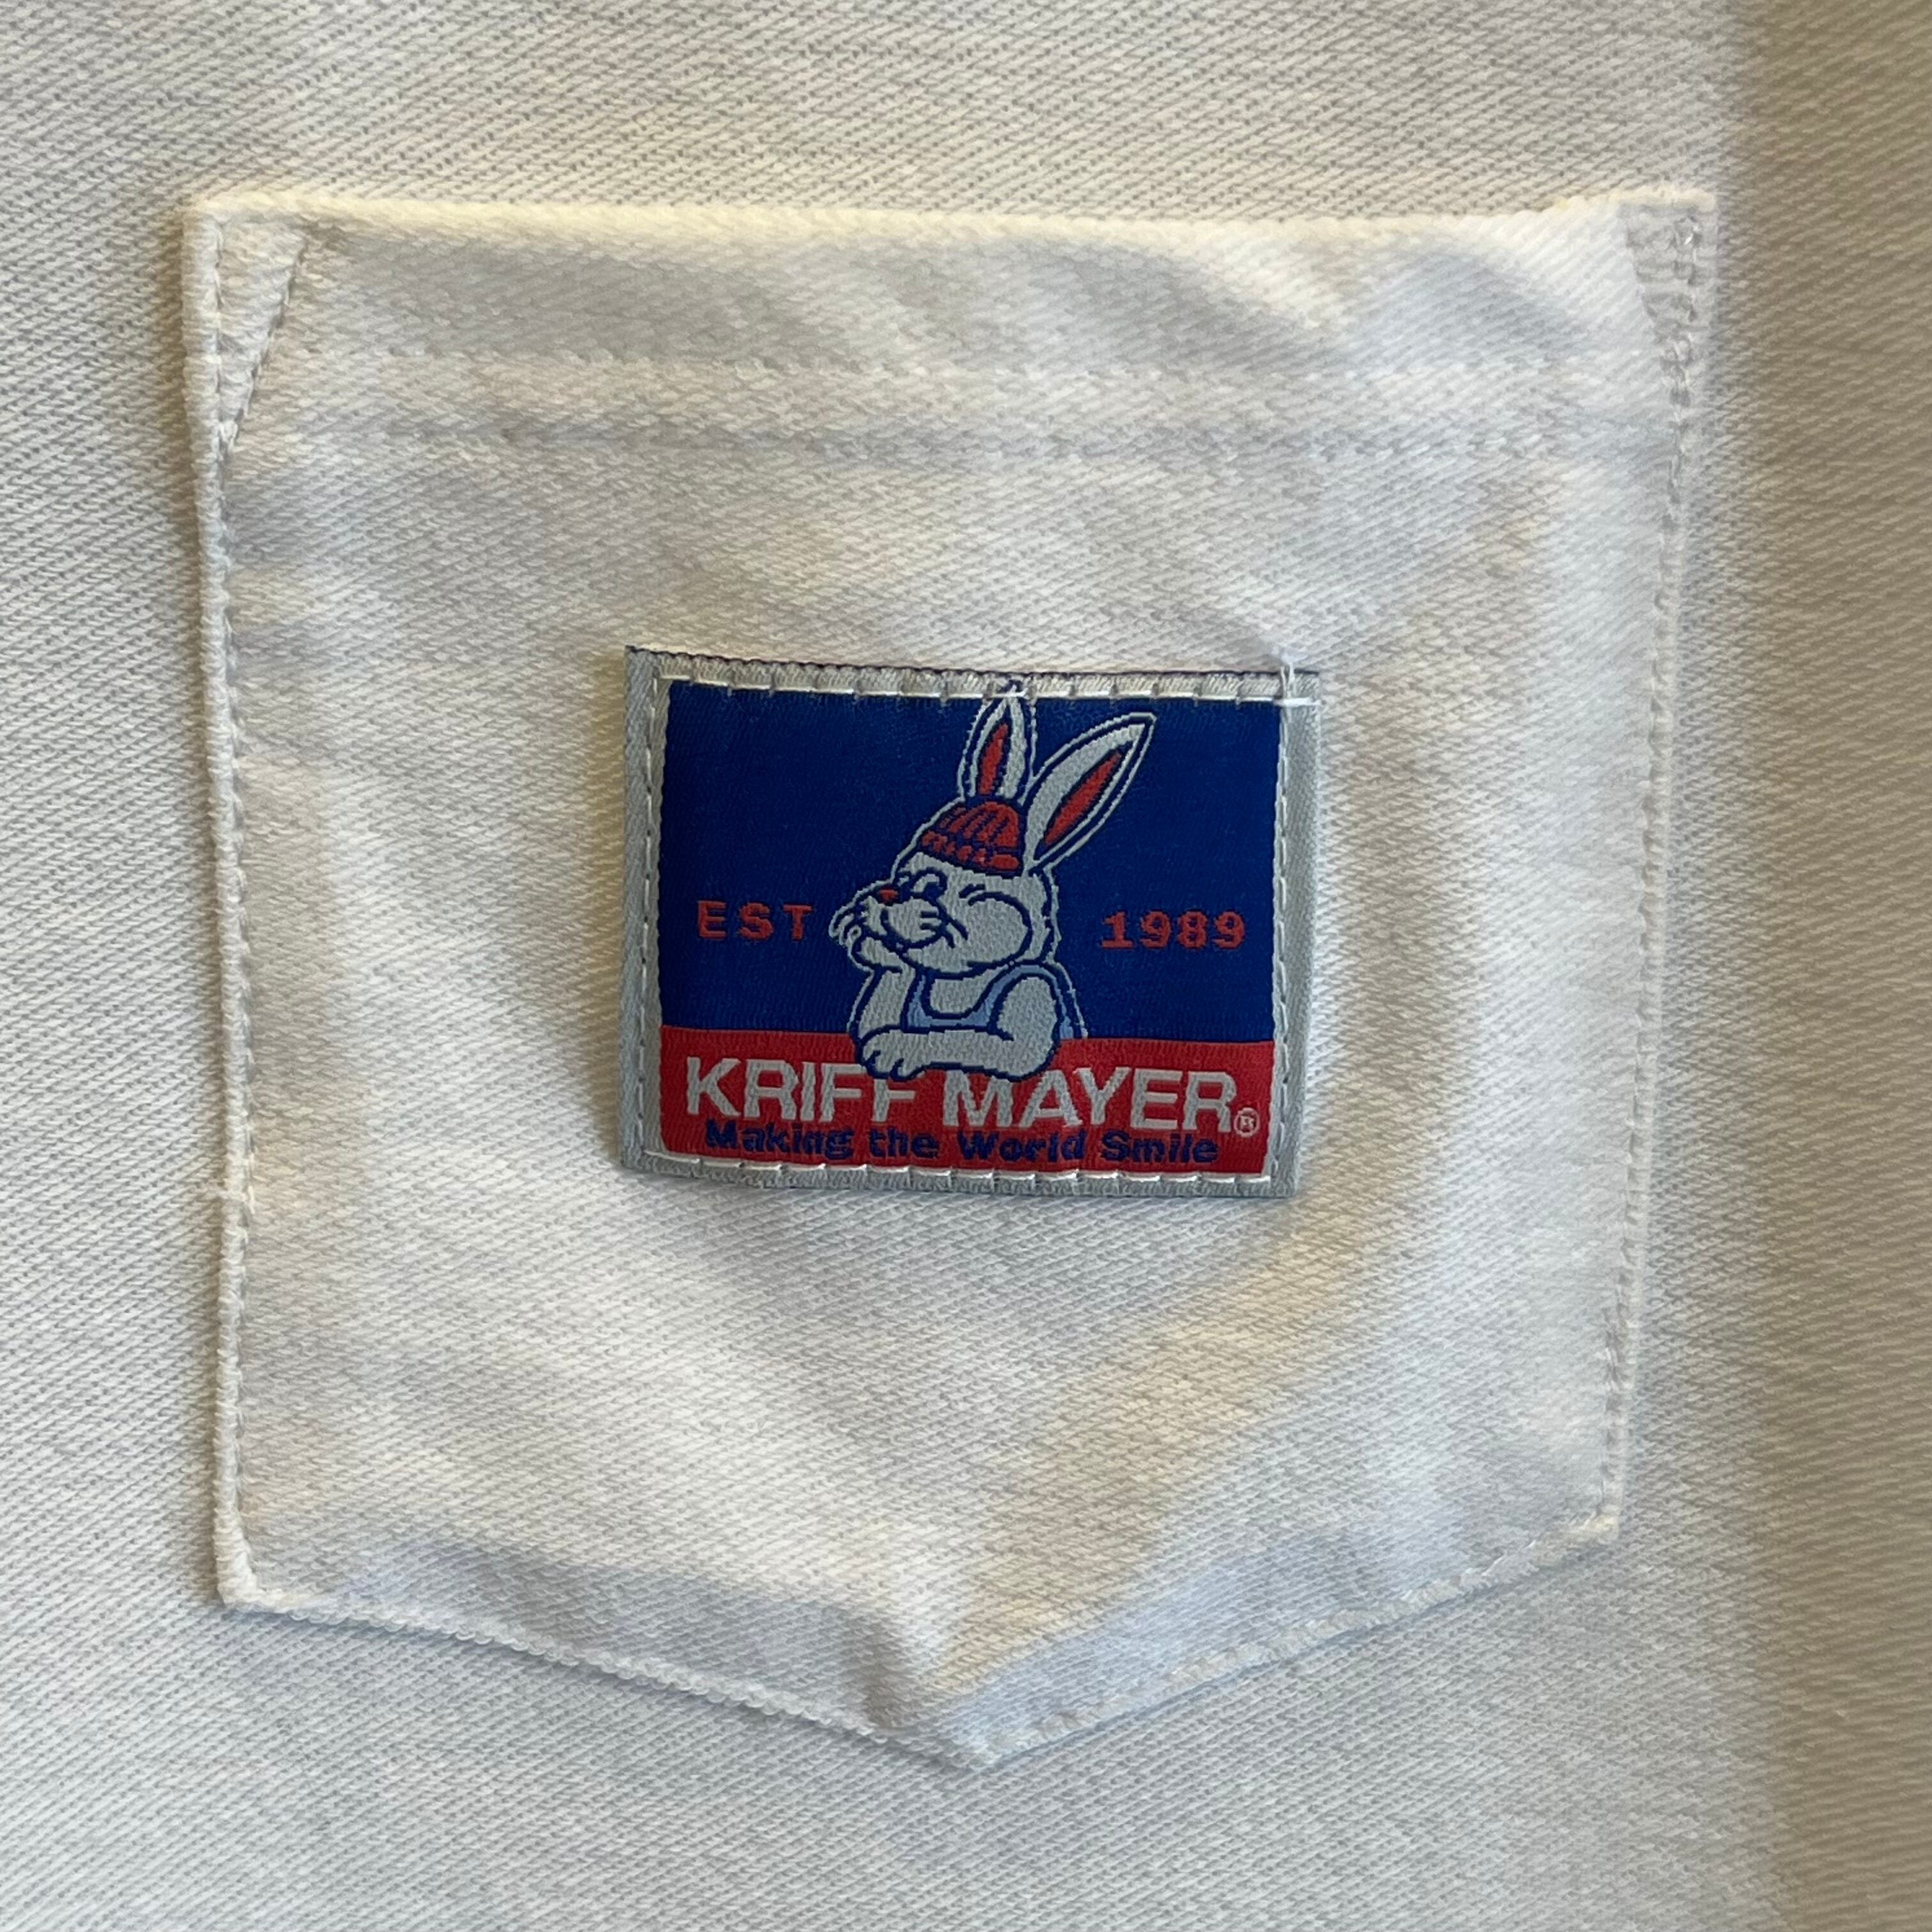 EST 1989
KRIFF MAYER®
Making the World Smile